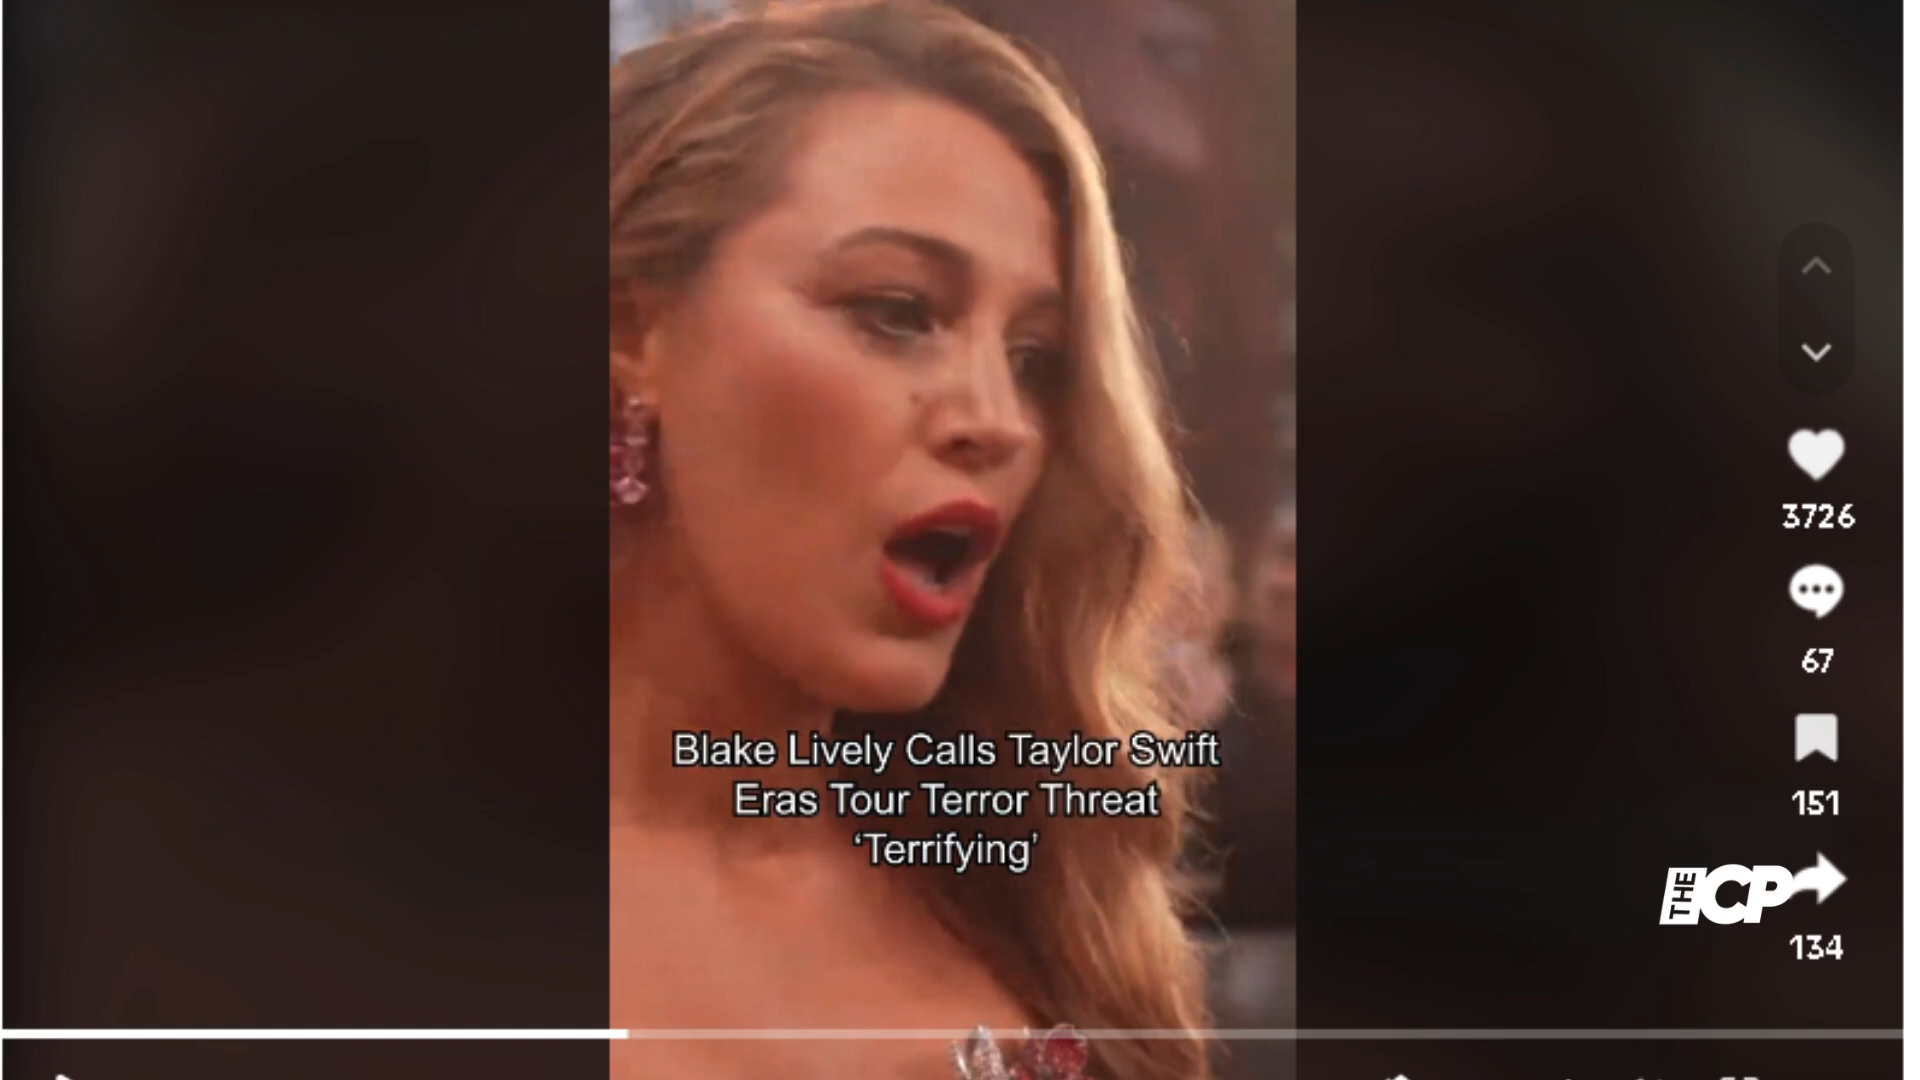 3726
67
Blake Lively Calls Taylor Swift
Eras Tour Terror Threat
‘Terrifying’
151
THE CP
134